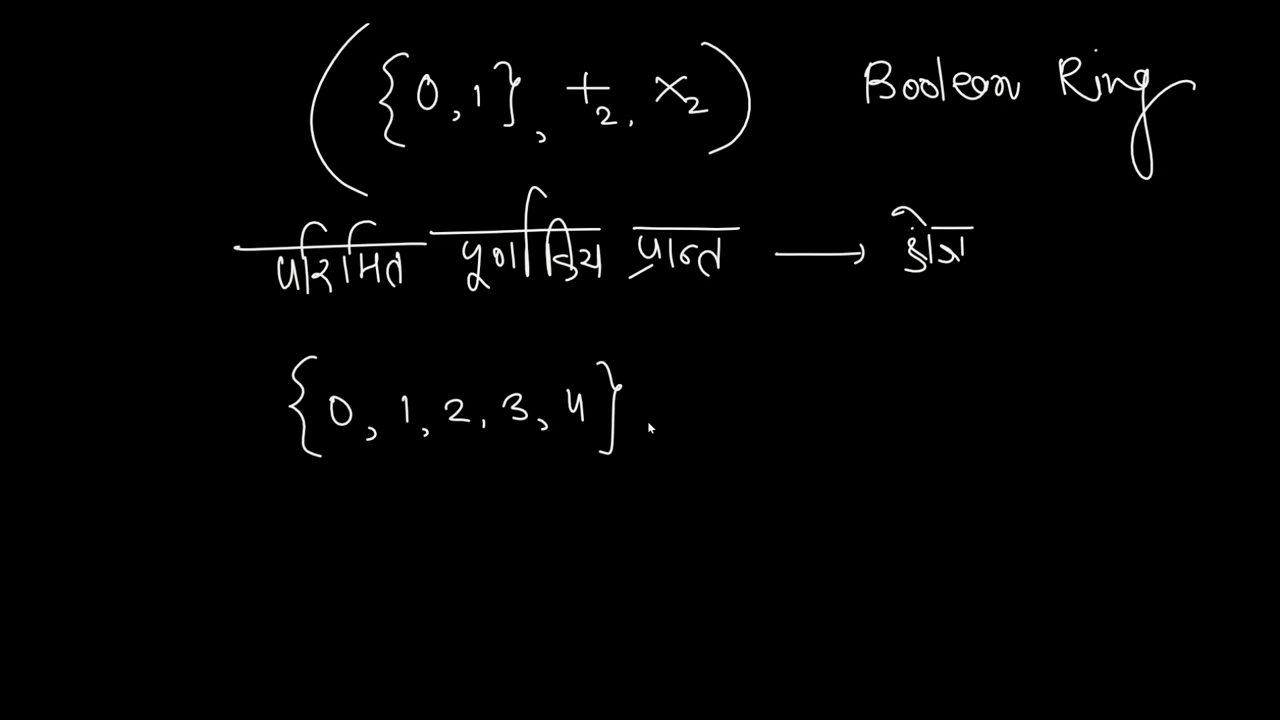 ({0, 1}, +₂, ×₂) Boolean Ring
परिमित पूर्णांकीय प्रान्त → क्षेत्र
{0, 1, 2, 3, 4}